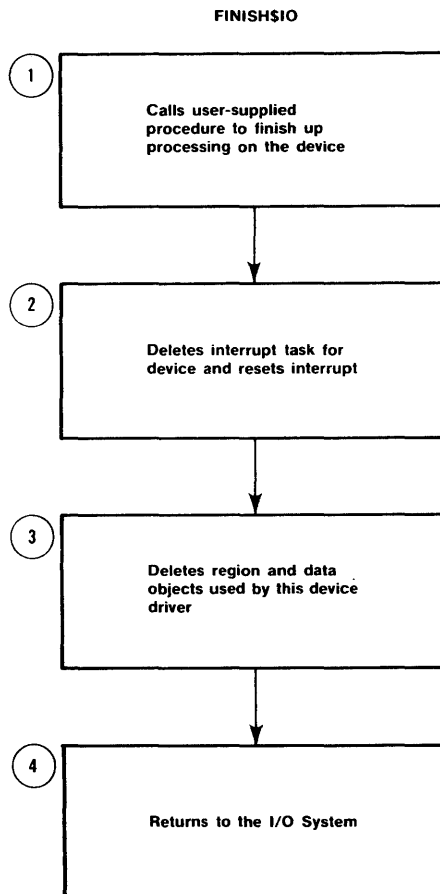 FINISH$IO
1
Calls user-supplied
procedure to finish up
processing on the device
2
Deletes interrupt task for
device and resets interrupt
3
Deletes region and data
objects used by this device
driver
4
Returns to the I/O System